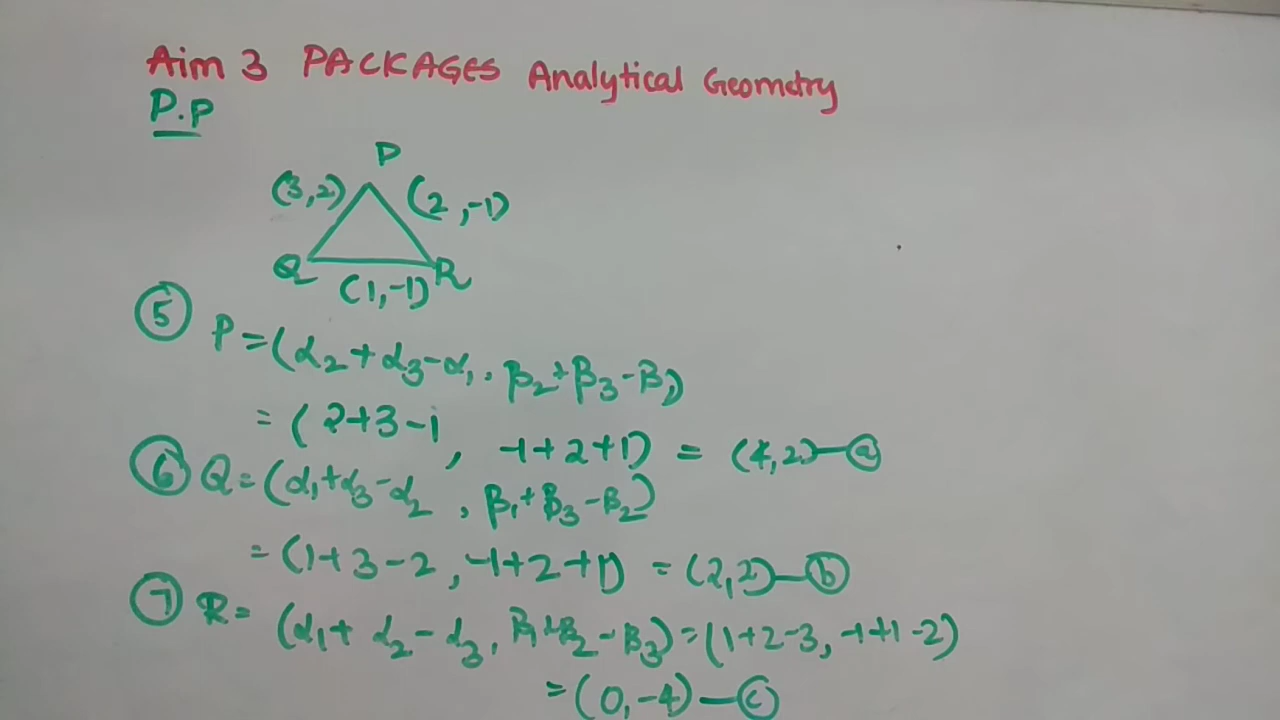 Aim 3 PACKAGES Analytical Geometry
P.P
P
(3,2) (2,-1)
Q (1,-1) R
⑤ P=(α₂+α₃-α₁, β₂+β₃-β₁)
= (2+3-1, -1+2+1) = (4,2)—ⓐ
⑥ Q=(α₁+α₃-α₂, β₁+β₃-β₂)
= (1+3-2, -1+2+1) = (2,2)—ⓑ
⑦ R= (α₁+α₂-α₃, β₁+β₂-β₃)=(1+2-3, -1+1-2)
=(0,-4)—ⓒ